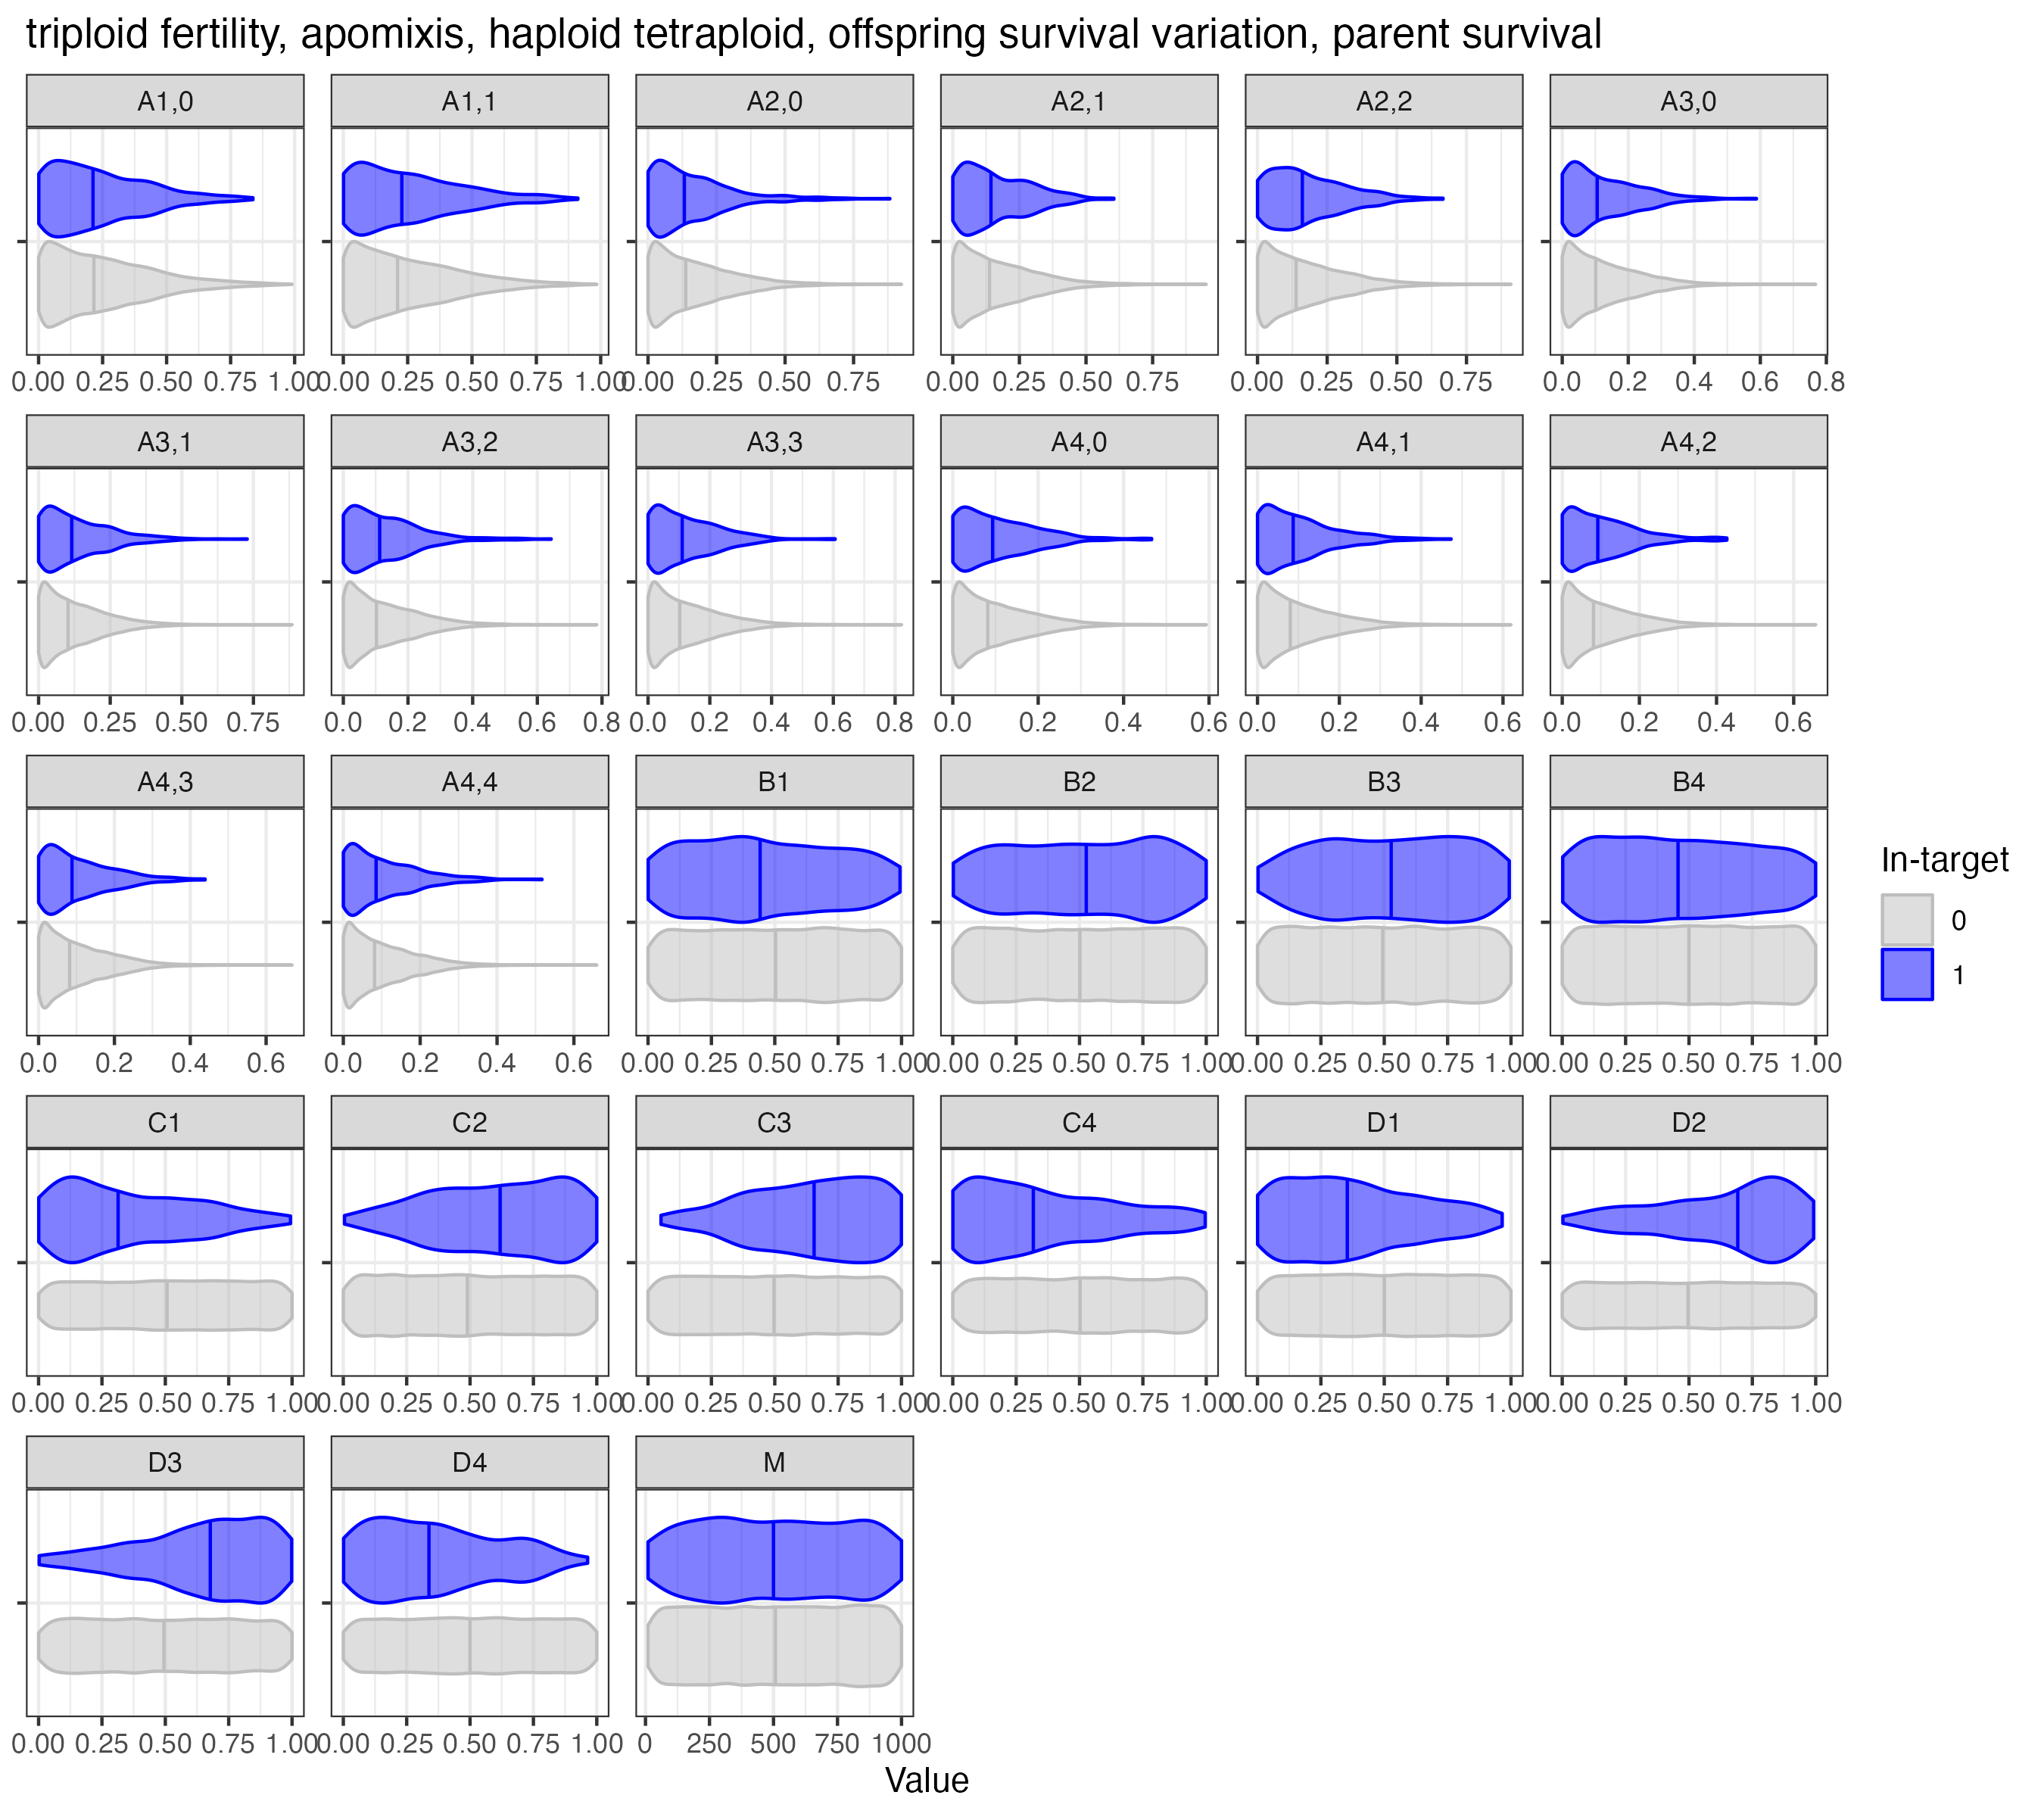 triploid fertility, apomixis, haploid tetraploid, offspring survival variation, parent survival
A1,0 A1,1 A2,0 A2,1 A2,2 A3,0
0.00 0.25 0.50 0.75 1.00 0.00 0.25 0.50 0.75 1.00 0.00 0.25 0.50 0.75 0.00 0.25 0.50 0.75 0.00 0.25 0.50 0.75 0.0 0.2 0.4 0.6 0.8
A3,1 A3,2 A3,3 A4,0 A4,1 A4,2
0.00 0.25 0.50 0.75 0.0 0.2 0.4 0.6 0.8 0.0 0.2 0.4 0.6 0.8 0.0 0.2 0.4 0.6 0.0 0.2 0.4 0.6 0.0 0.2 0.4 0.6
A4,3 A4,4 B1 B2 B3 B4
0.0 0.2 0.4 0.6 0.0 0.2 0.4 0.6 0.00 0.25 0.50 0.75 1.00 0.00 0.25 0.50 0.75 1.00 0.00 0.25 0.50 0.75 1.00 0.00 0.25 0.50 0.75 1.00
C1 C2 C3 C4 D1 D2
0.00 0.25 0.50 0.75 1.00 0.00 0.25 0.50 0.75 1.00 0.00 0.25 0.50 0.75 1.00 0.00 0.25 0.50 0.75 1.00 0.00 0.25 0.50 0.75 1.00 0.00 0.25 0.50 0.75 1.00
D3 D4 M
0.00 0.25 0.50 0.75 1.00 0.00 0.25 0.50 0.75 1.00 0 250 500 750 1000
Value
In-target
0
1